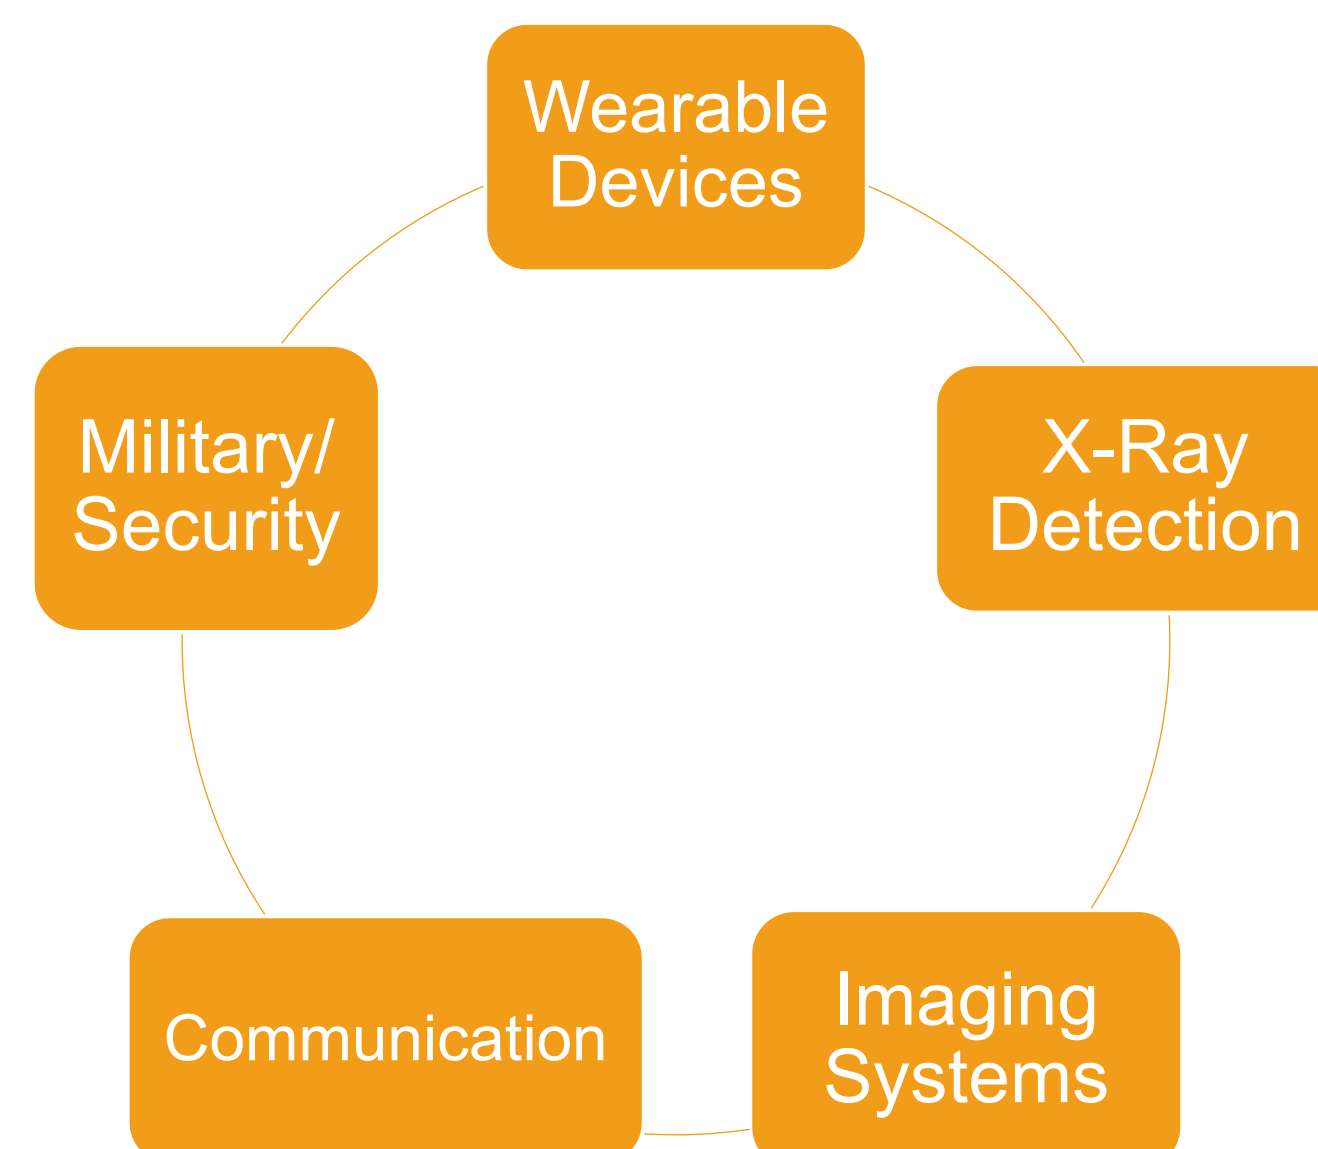 Wearable
Devices
Military/
Security
X-Ray
Detection
Communication
Imaging
Systems